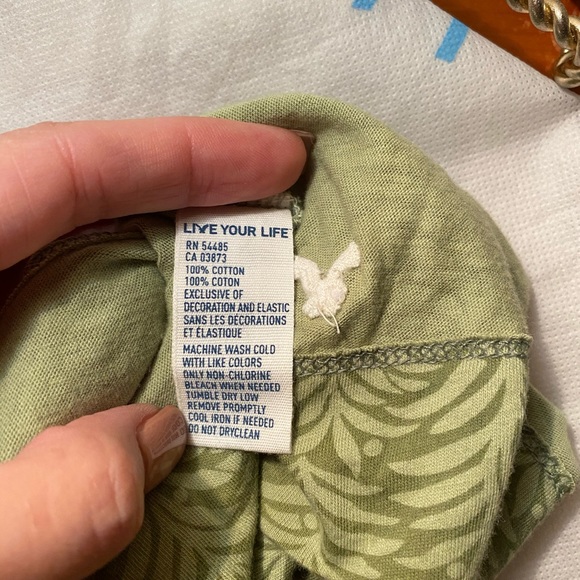 LIVE YOUR LIFE
RN 54485
CA 03873
100% COTTON
100% COTON
EXCLUSIVE OF
DECORATION AND ELASTIC
SANS LES DÉCORATIONS
ET ÉLASTIQUE
MACHINE WASH COLD
WITH LIKE COLORS
ONLY NON-CHLORINE
BLEACH WHEN NEEDED
TUMBLE DRY LOW
REMOVE PROMPTLY
COOL IRON IF NEEDED
DO NOT DRYCLEAN